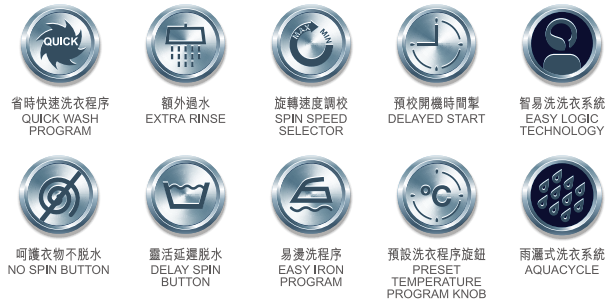 QUICK
MAX MIN
°C
省時快速洗衣程序
QUICK WASH
PROGRAM
額外過水
EXTRA RINSE
旋轉速度調校
SPIN SPEED
SELECTOR
預校開機時間掣
DELAYED START
智易洗洗衣系統
EASY LOGIC
TECHNOLOGY
呵護衣物不脫水
NO SPIN BUTTON
靈活延遲脫水
DELAY SPIN
BUTTON
易燙洗程序
EASY IRON
PROGRAM
預設洗衣程序旋鈕
PRESET
TEMPERATURE
PROGRAM KNOB
雨灑式洗衣系統
AQUACYCLE